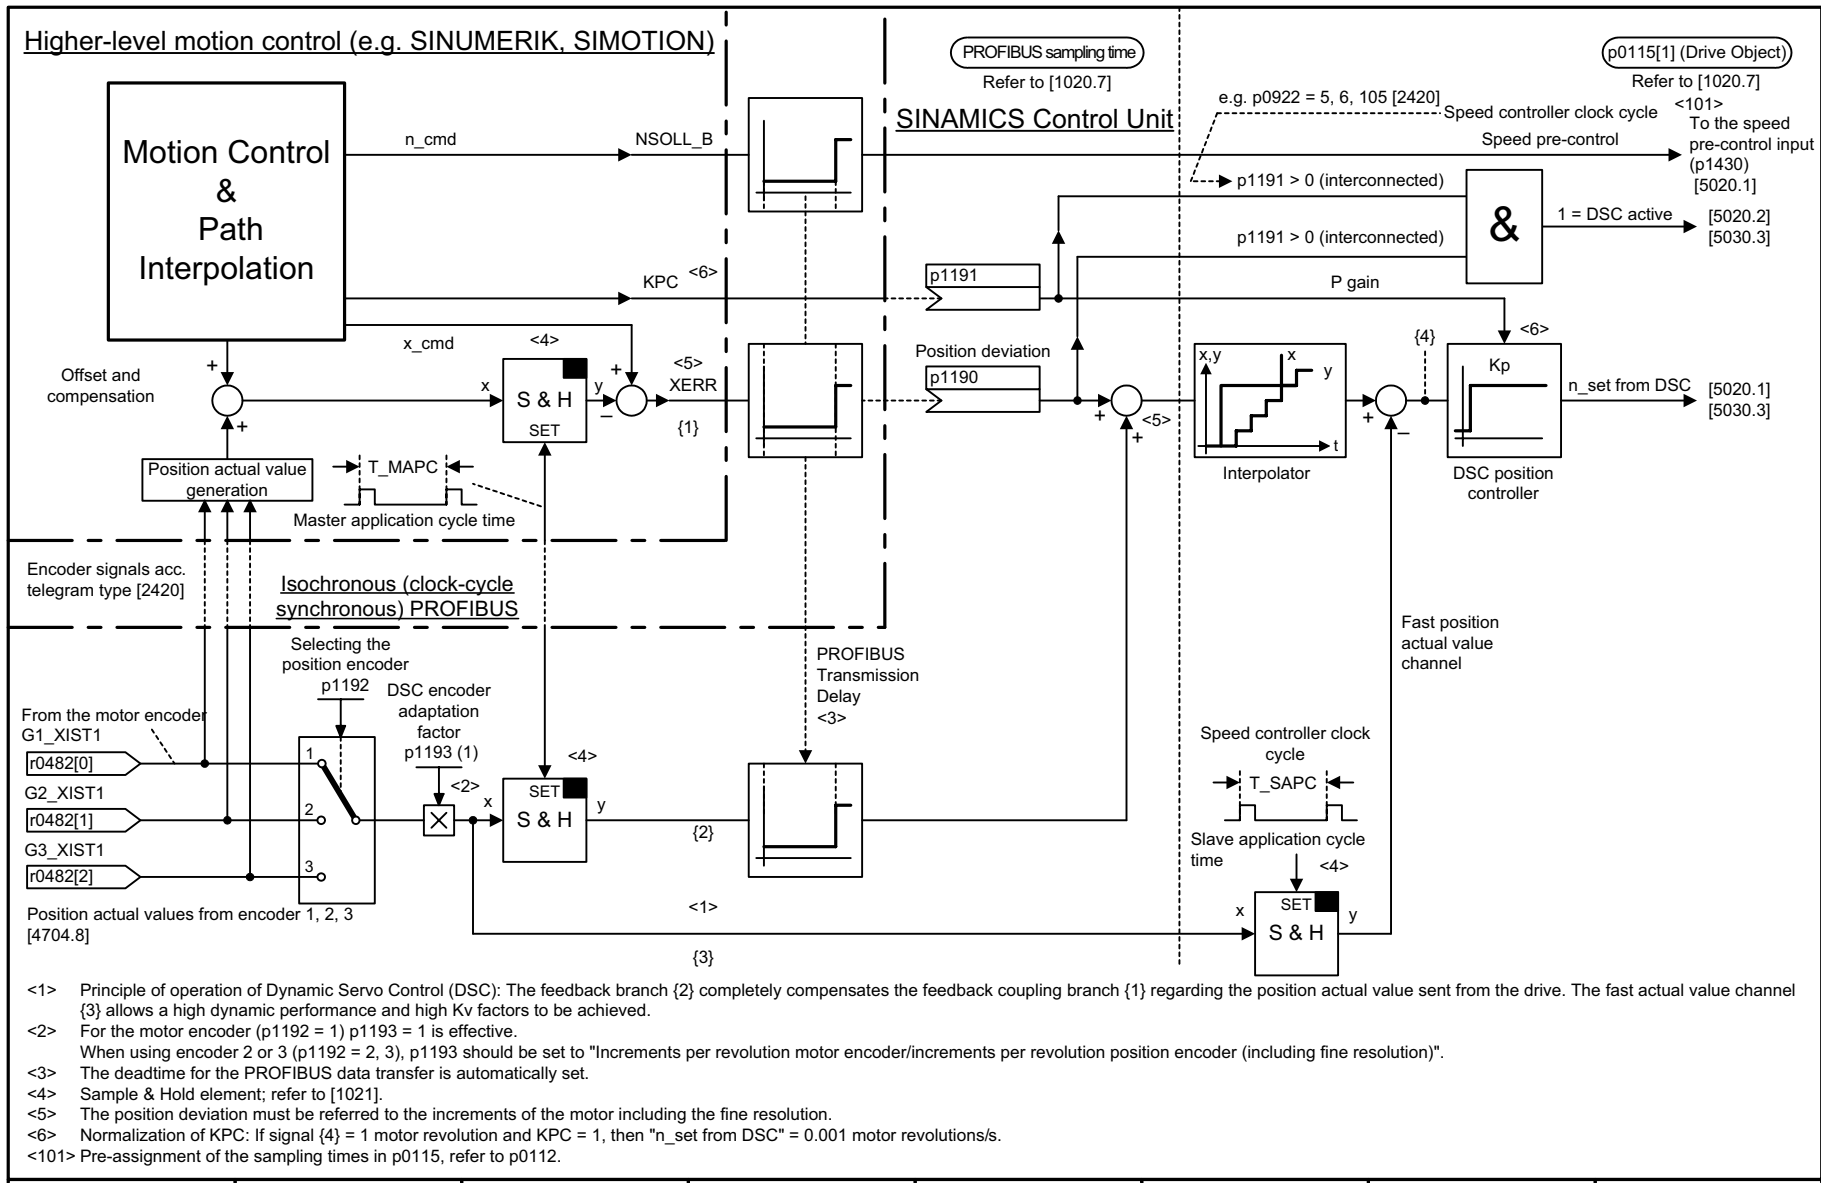 Higher-level motion control (e.g. SINUMERIK, SIMOTION)
PROFIBUS sampling time
Refer to [1020.7]
p0115[1] (Drive Object)
Refer to [1020.7]
SINAMICS Control Unit
e.g. p0922 = 5, 6, 105 [2420]
Speed controller clock cycle
<101>
To the speed
pre-control input
(p1430)
[5020.1]
Motion Control
&
Path
Interpolation
n_cmd
NSOLL_B
Speed pre-control
p1191 > 0 (interconnected)
&
1 = DSC active
[5020.2]
[5030.3]
p1191 > 0 (interconnected)
KPC
<6>
p1191
P gain
x_cmd
<4>
<5>
XERR
{1}
Position deviation
p1190
{4}
<6>
Offset and
compensation
+
+
x
S & H
SET
y
+
–
+
+
<5>
x,y
x
y
t
Interpolator
+
–
Kp
DSC position
controller
n_set from DSC
[5020.1]
[5030.3]
Position actual value
generation
T_MAPC
Master application cycle time
Encoder signals acc.
telegram type [2420]
Isochronous (clock-cycle
synchronous) PROFIBUS
Fast position
actual value
channel
Selecting the
position encoder
p1192
DSC encoder
adaptation
factor
p1193 (1)
PROFIBUS
Transmission
Delay
<3>
From the motor encoder
G1_XIST1
r0482[0]
G2_XIST1
r0482[1]
G3_XIST1
r0482[2]
1
2
3
<2>
x
<4>
SET
S & H
y
{2}
Speed controller clock
cycle
T_SAPC
Slave application cycle
time
<4>
x
SET
S & H
y
<1>
{3}
Position actual values from encoder 1, 2, 3
[4704.8]
<1> Principle of operation of Dynamic Servo Control (DSC): The feedback branch {2} completely compensates the feedback coupling branch {1} regarding the position actual value sent from the drive. The fast actual value channel
{3} allows a high dynamic performance and high Kv factors to be achieved.
<2> For the motor encoder (p1192 = 1) p1193 = 1 is effective.
When using encoder 2 or 3 (p1192 = 2, 3), p1193 should be set to "Increments per revolution motor encoder/increments per revolution position encoder (including fine resolution)".
<3> The deadtime for the PROFIBUS data transfer is automatically set.
<4> Sample & Hold element; refer to [1021].
<5> The position deviation must be referred to the increments of the motor including the fine resolution.
<6> Normalization of KPC: If signal {4} = 1 motor revolution and KPC = 1, then "n_set from DSC" = 0.001 motor revolutions/s.
<101> Pre-assignment of the sampling times in p0115, refer to p0112.